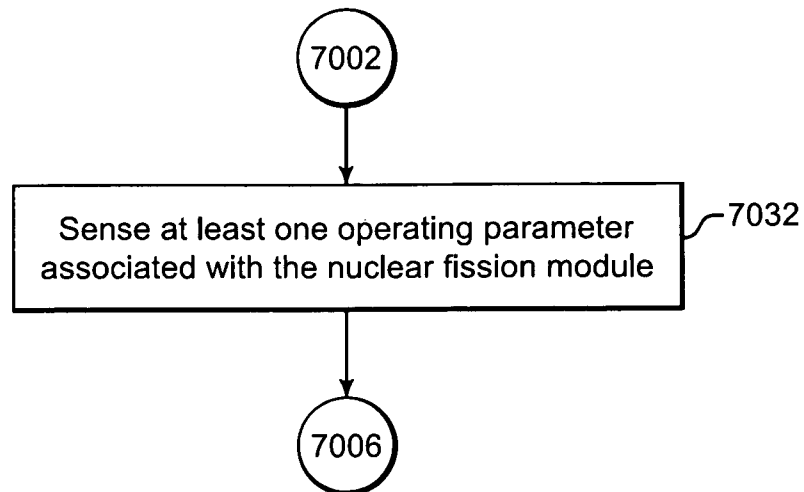 7002
Sense at least one operating parameter
associated with the nuclear fission module
7032
7006